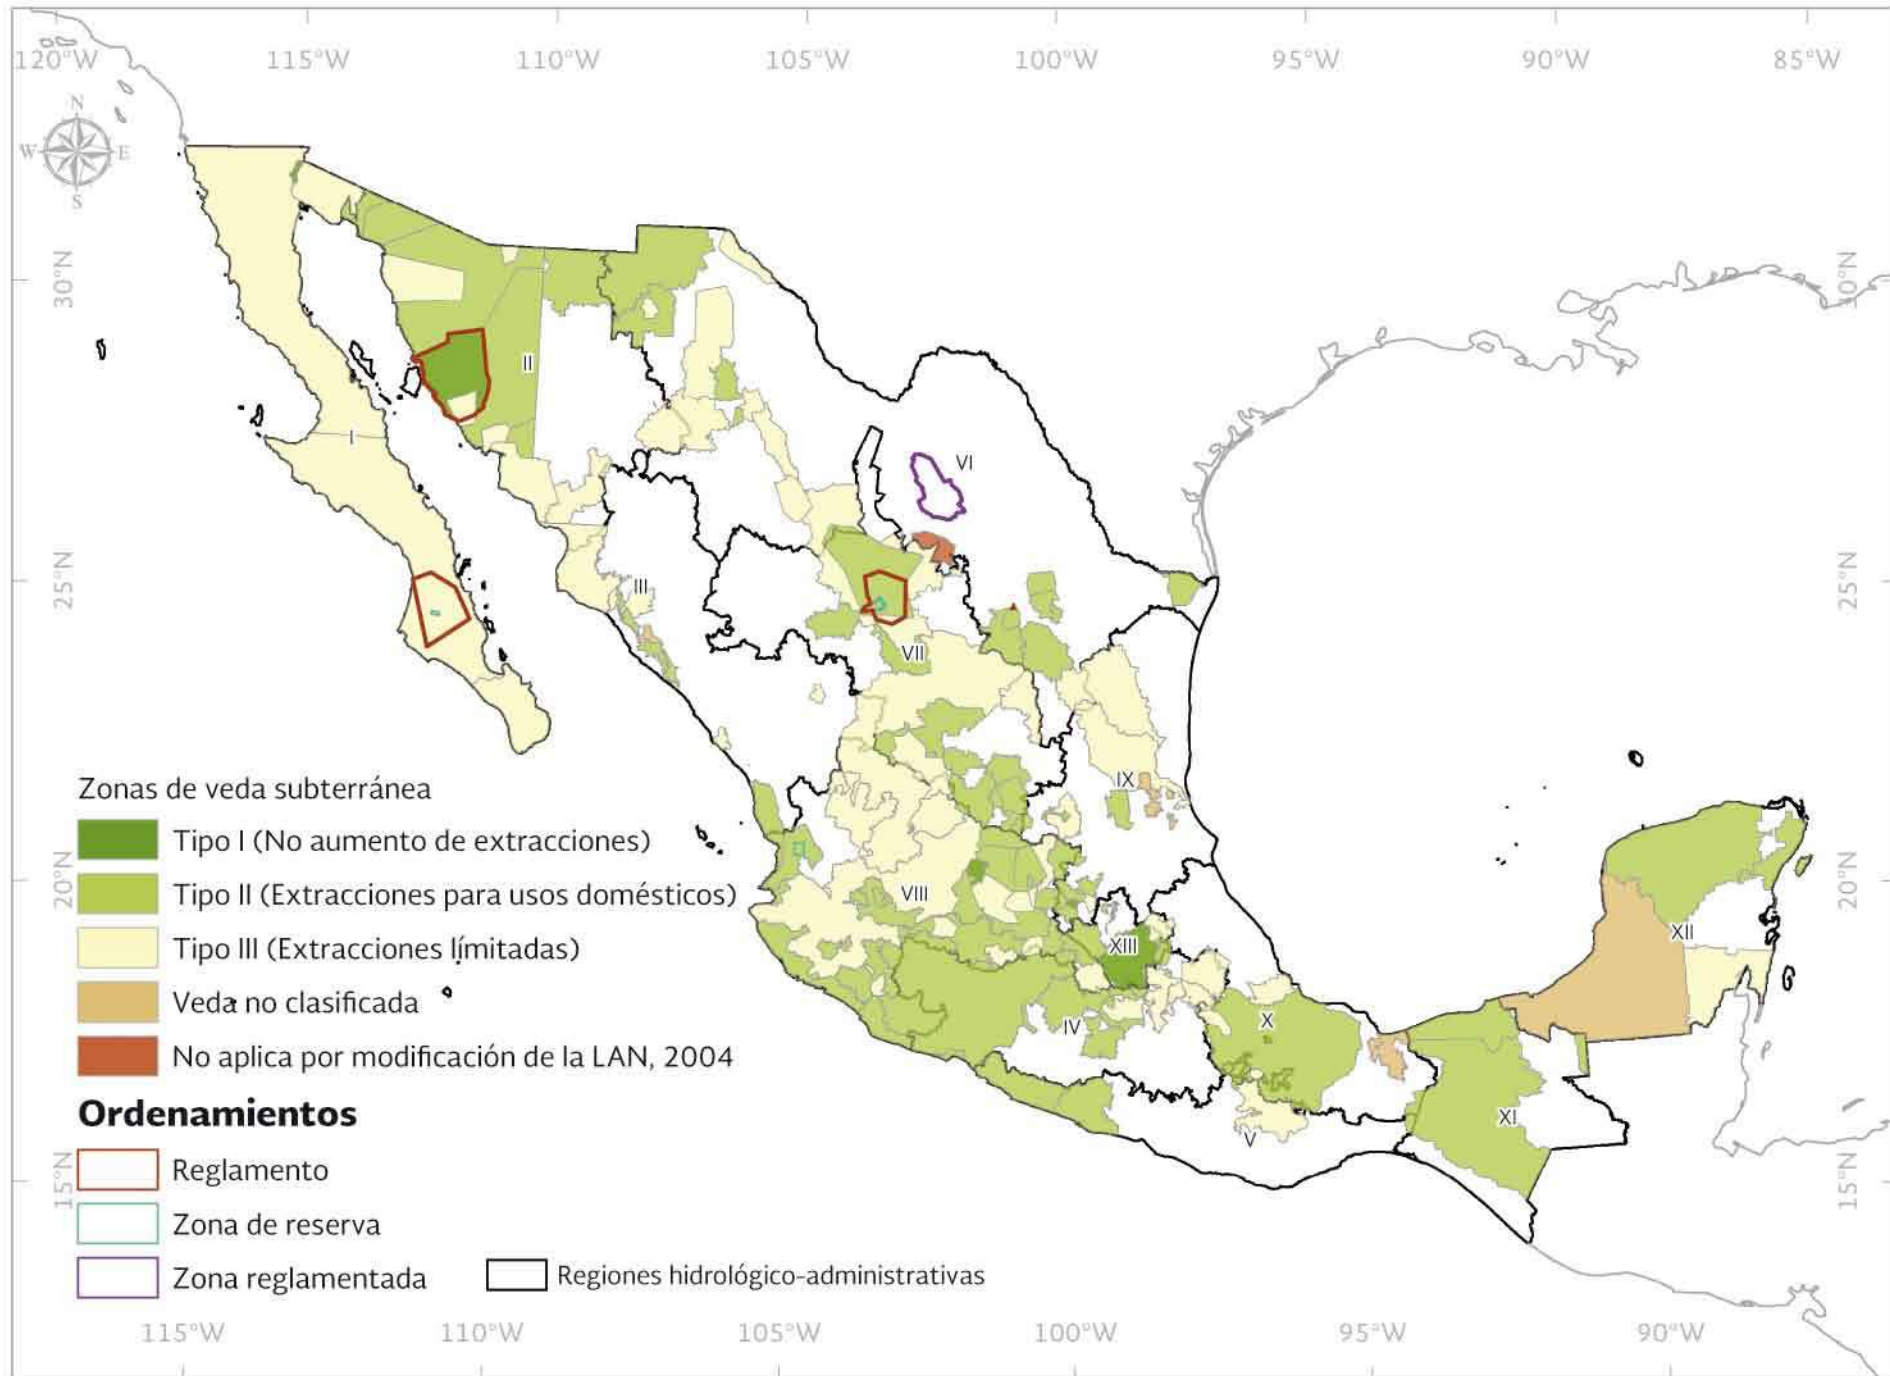 120°W 115°W 110°W 105°W 100°W 95°W 90°W 85°W
N
W E
S
30°N 30°N
II
I
VI
25°N 25°N
III
VII
IX
Zonas de veda subterránea
Tipo I (No aumento de extracciones)
Tipo II (Extracciones para usos domésticos)
Tipo III (Extracciones límitadas)
Veda no clasificada
No aplica por modificación de la LAN, 2004
20°N 20°N
VIII
XII
XIII
IV
X
XI
V
Ordenamientos
Reglamento
Zona de reserva
Zona reglamentada
Regiones hidrológico-administrativas
15°N 15°N
115°W 110°W 105°W 100°W 95°W 90°W